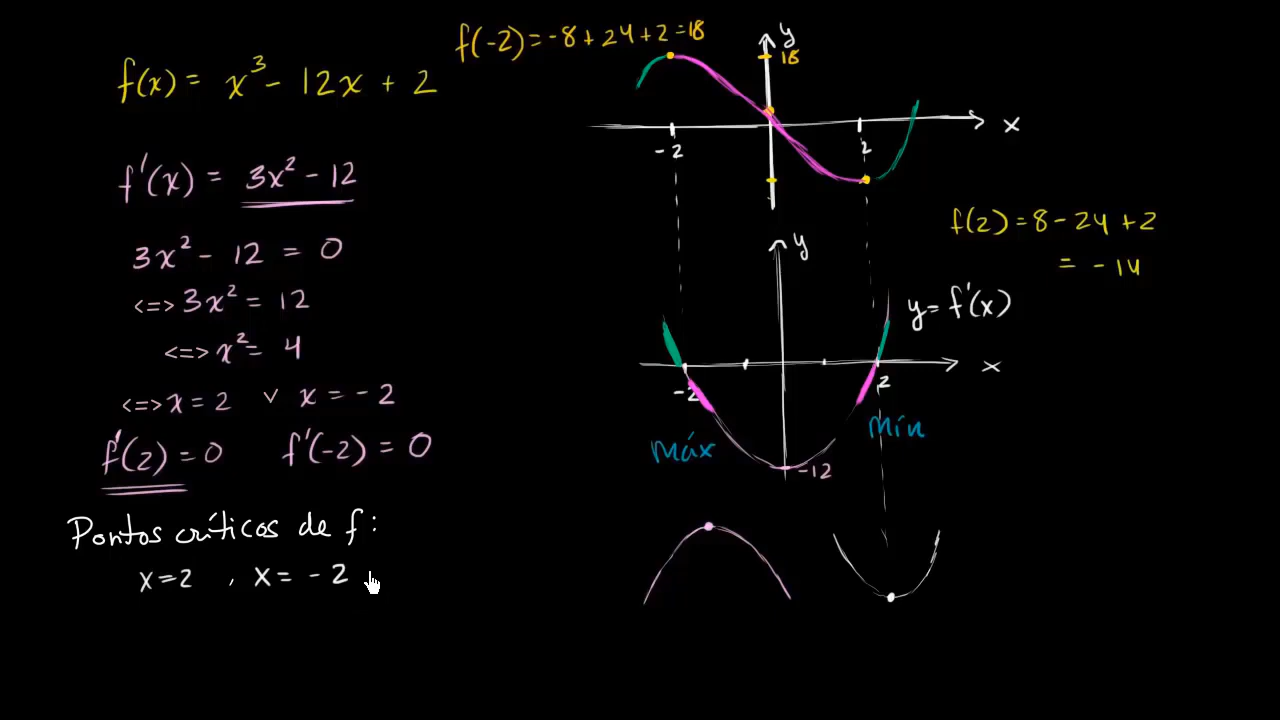 f(x) = x³ - 12x + 2
f'(x) = 3x² - 12
3x² - 12 = 0
<=> 3x² = 12
<=> x² = 4
<=> x = 2 v x = -2
f'(2) = 0 f'(-2) = 0
Pontos críticos de f:
x=2 , x = -2
f(-2) = -8 + 24 + 2 = 18
y
18
x
-2
2
f(2) = 8 - 24 + 2
= -14
y
y = f'(x)
x
-2
2
máx
mín
-12